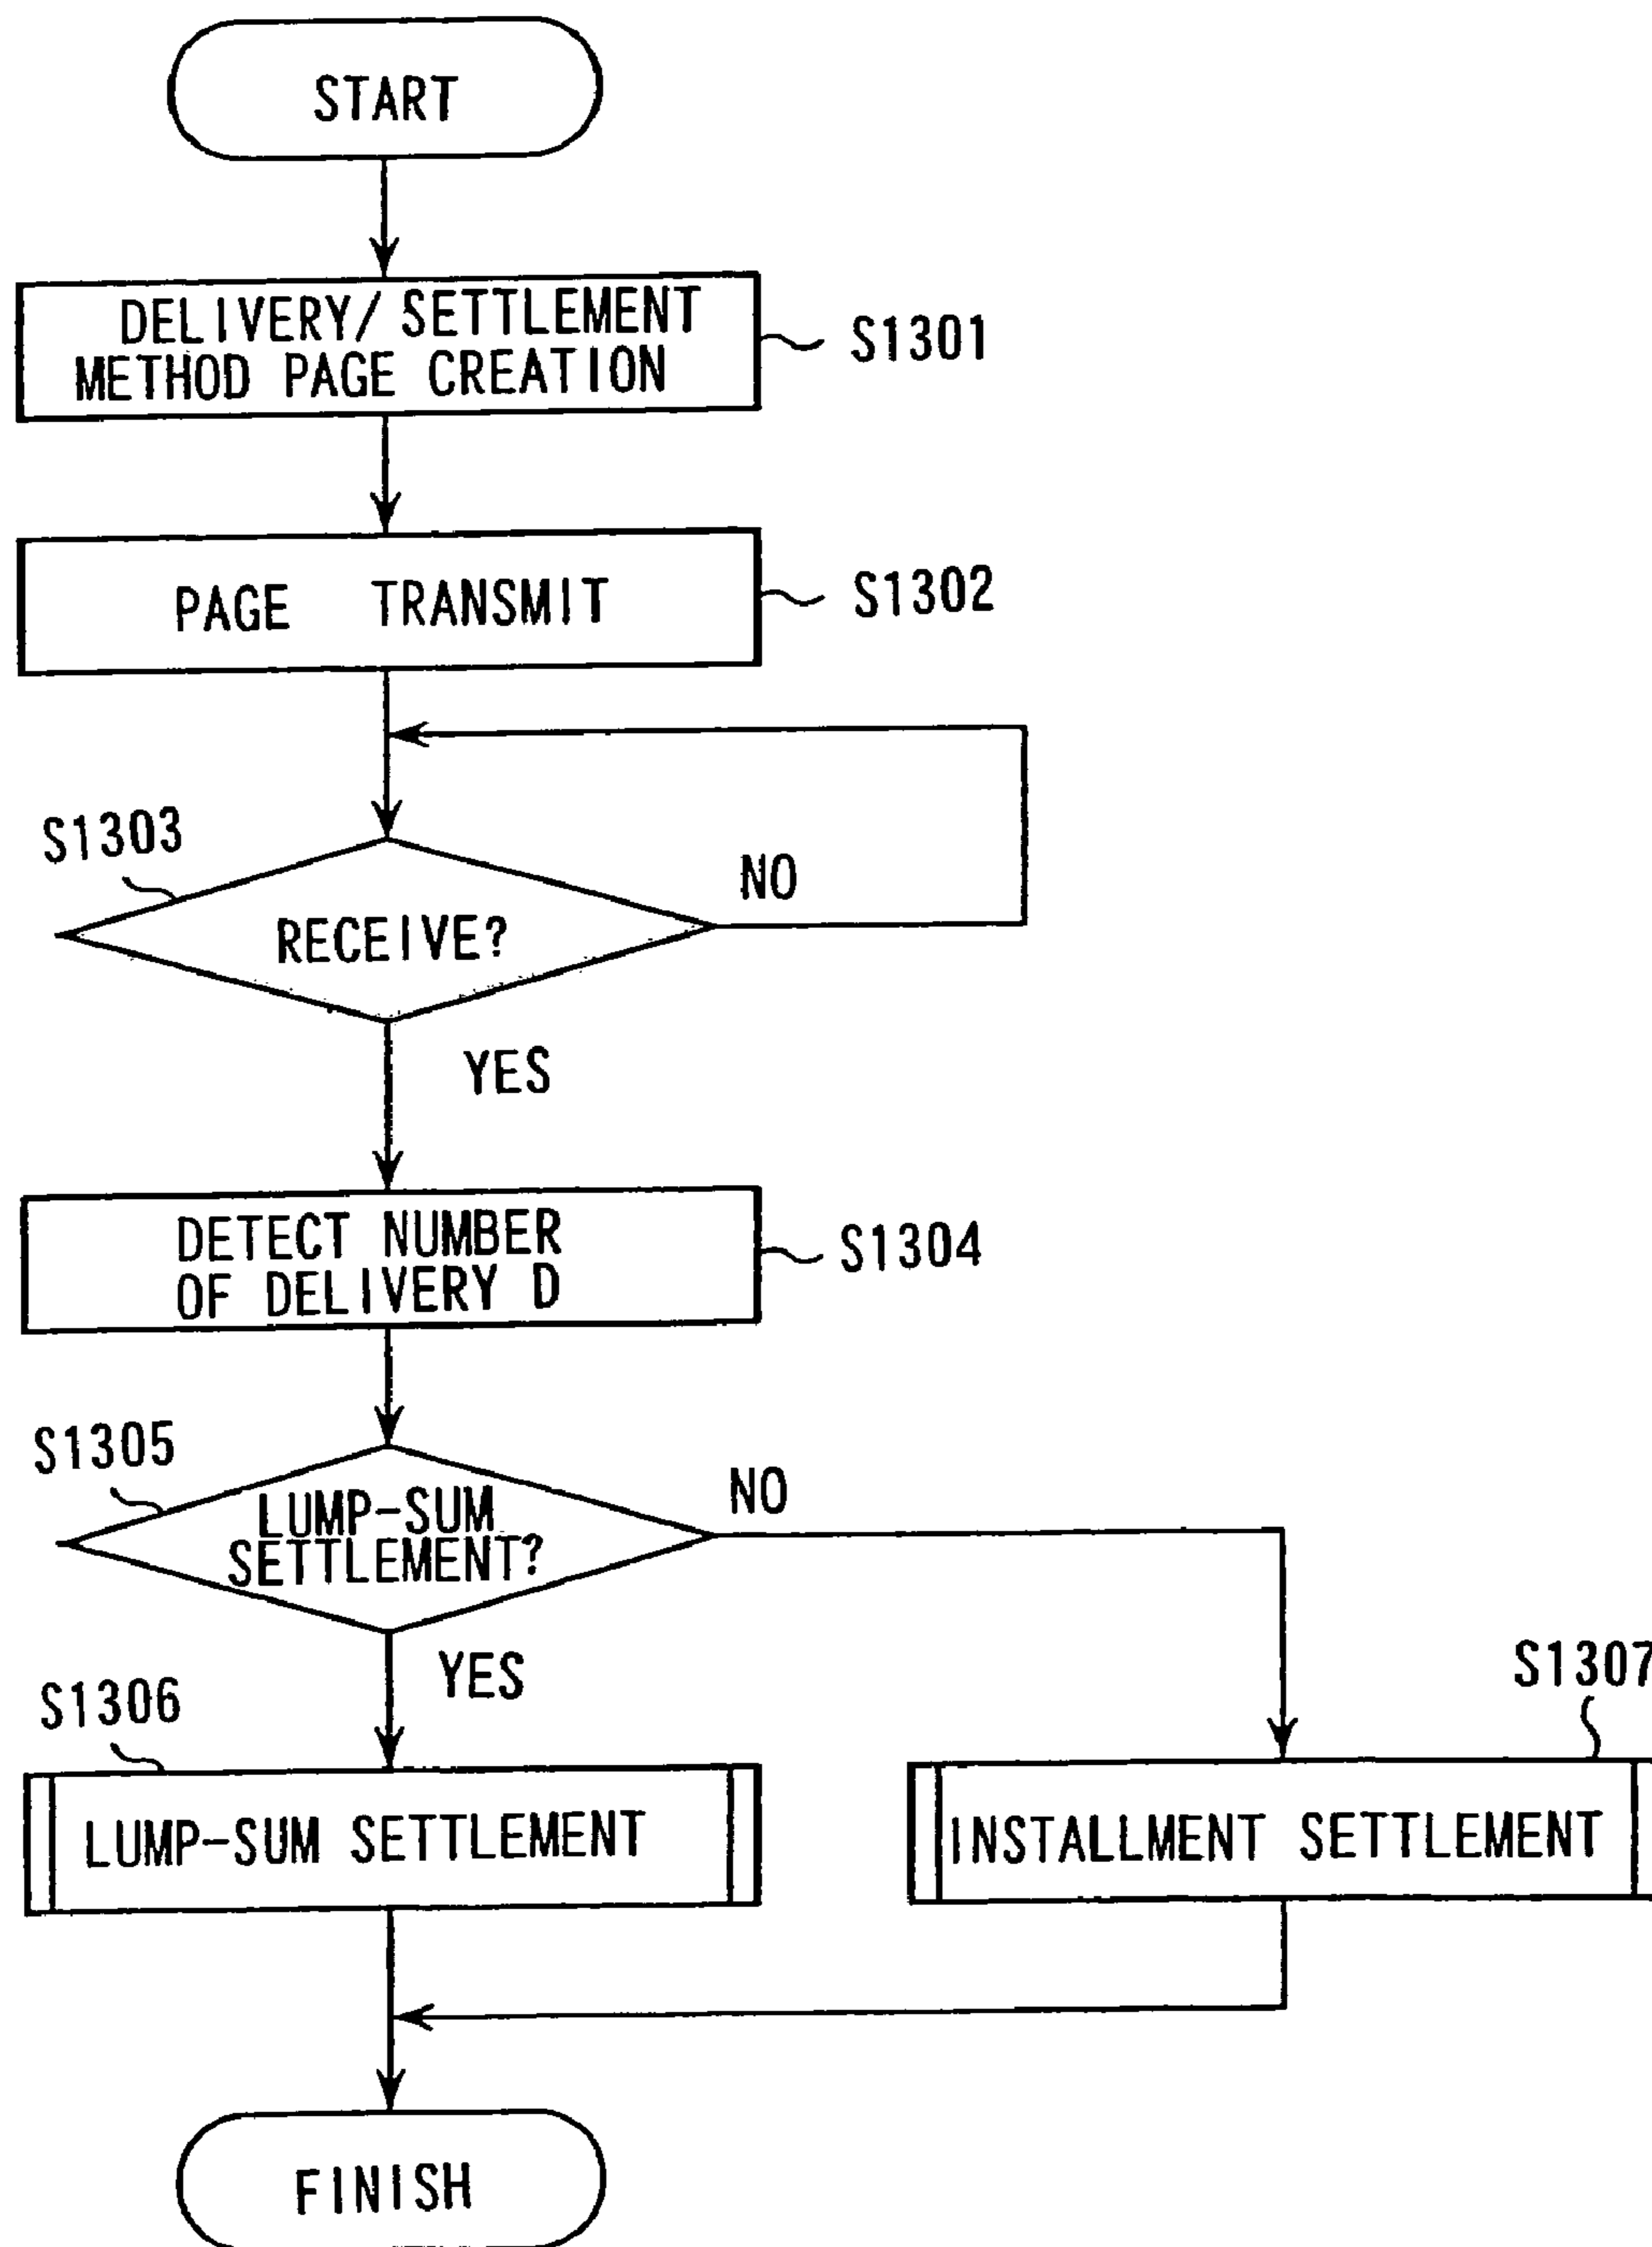 START
DELIVERY/ SETTLEMENT
METHOD PAGE CREATION
S1301
PAGE TRANSMIT
S1302
S1303
RECEIVE?
NO
YES
DETECT NUMBER
OF DELIVERY D
S1304
S1305
LUMP-SUM
SETTLEMENT?
NO
YES
S1306
LUMP-SUM SETTLEMENT
S1307
INSTALLMENT SETTLEMENT
FINISH